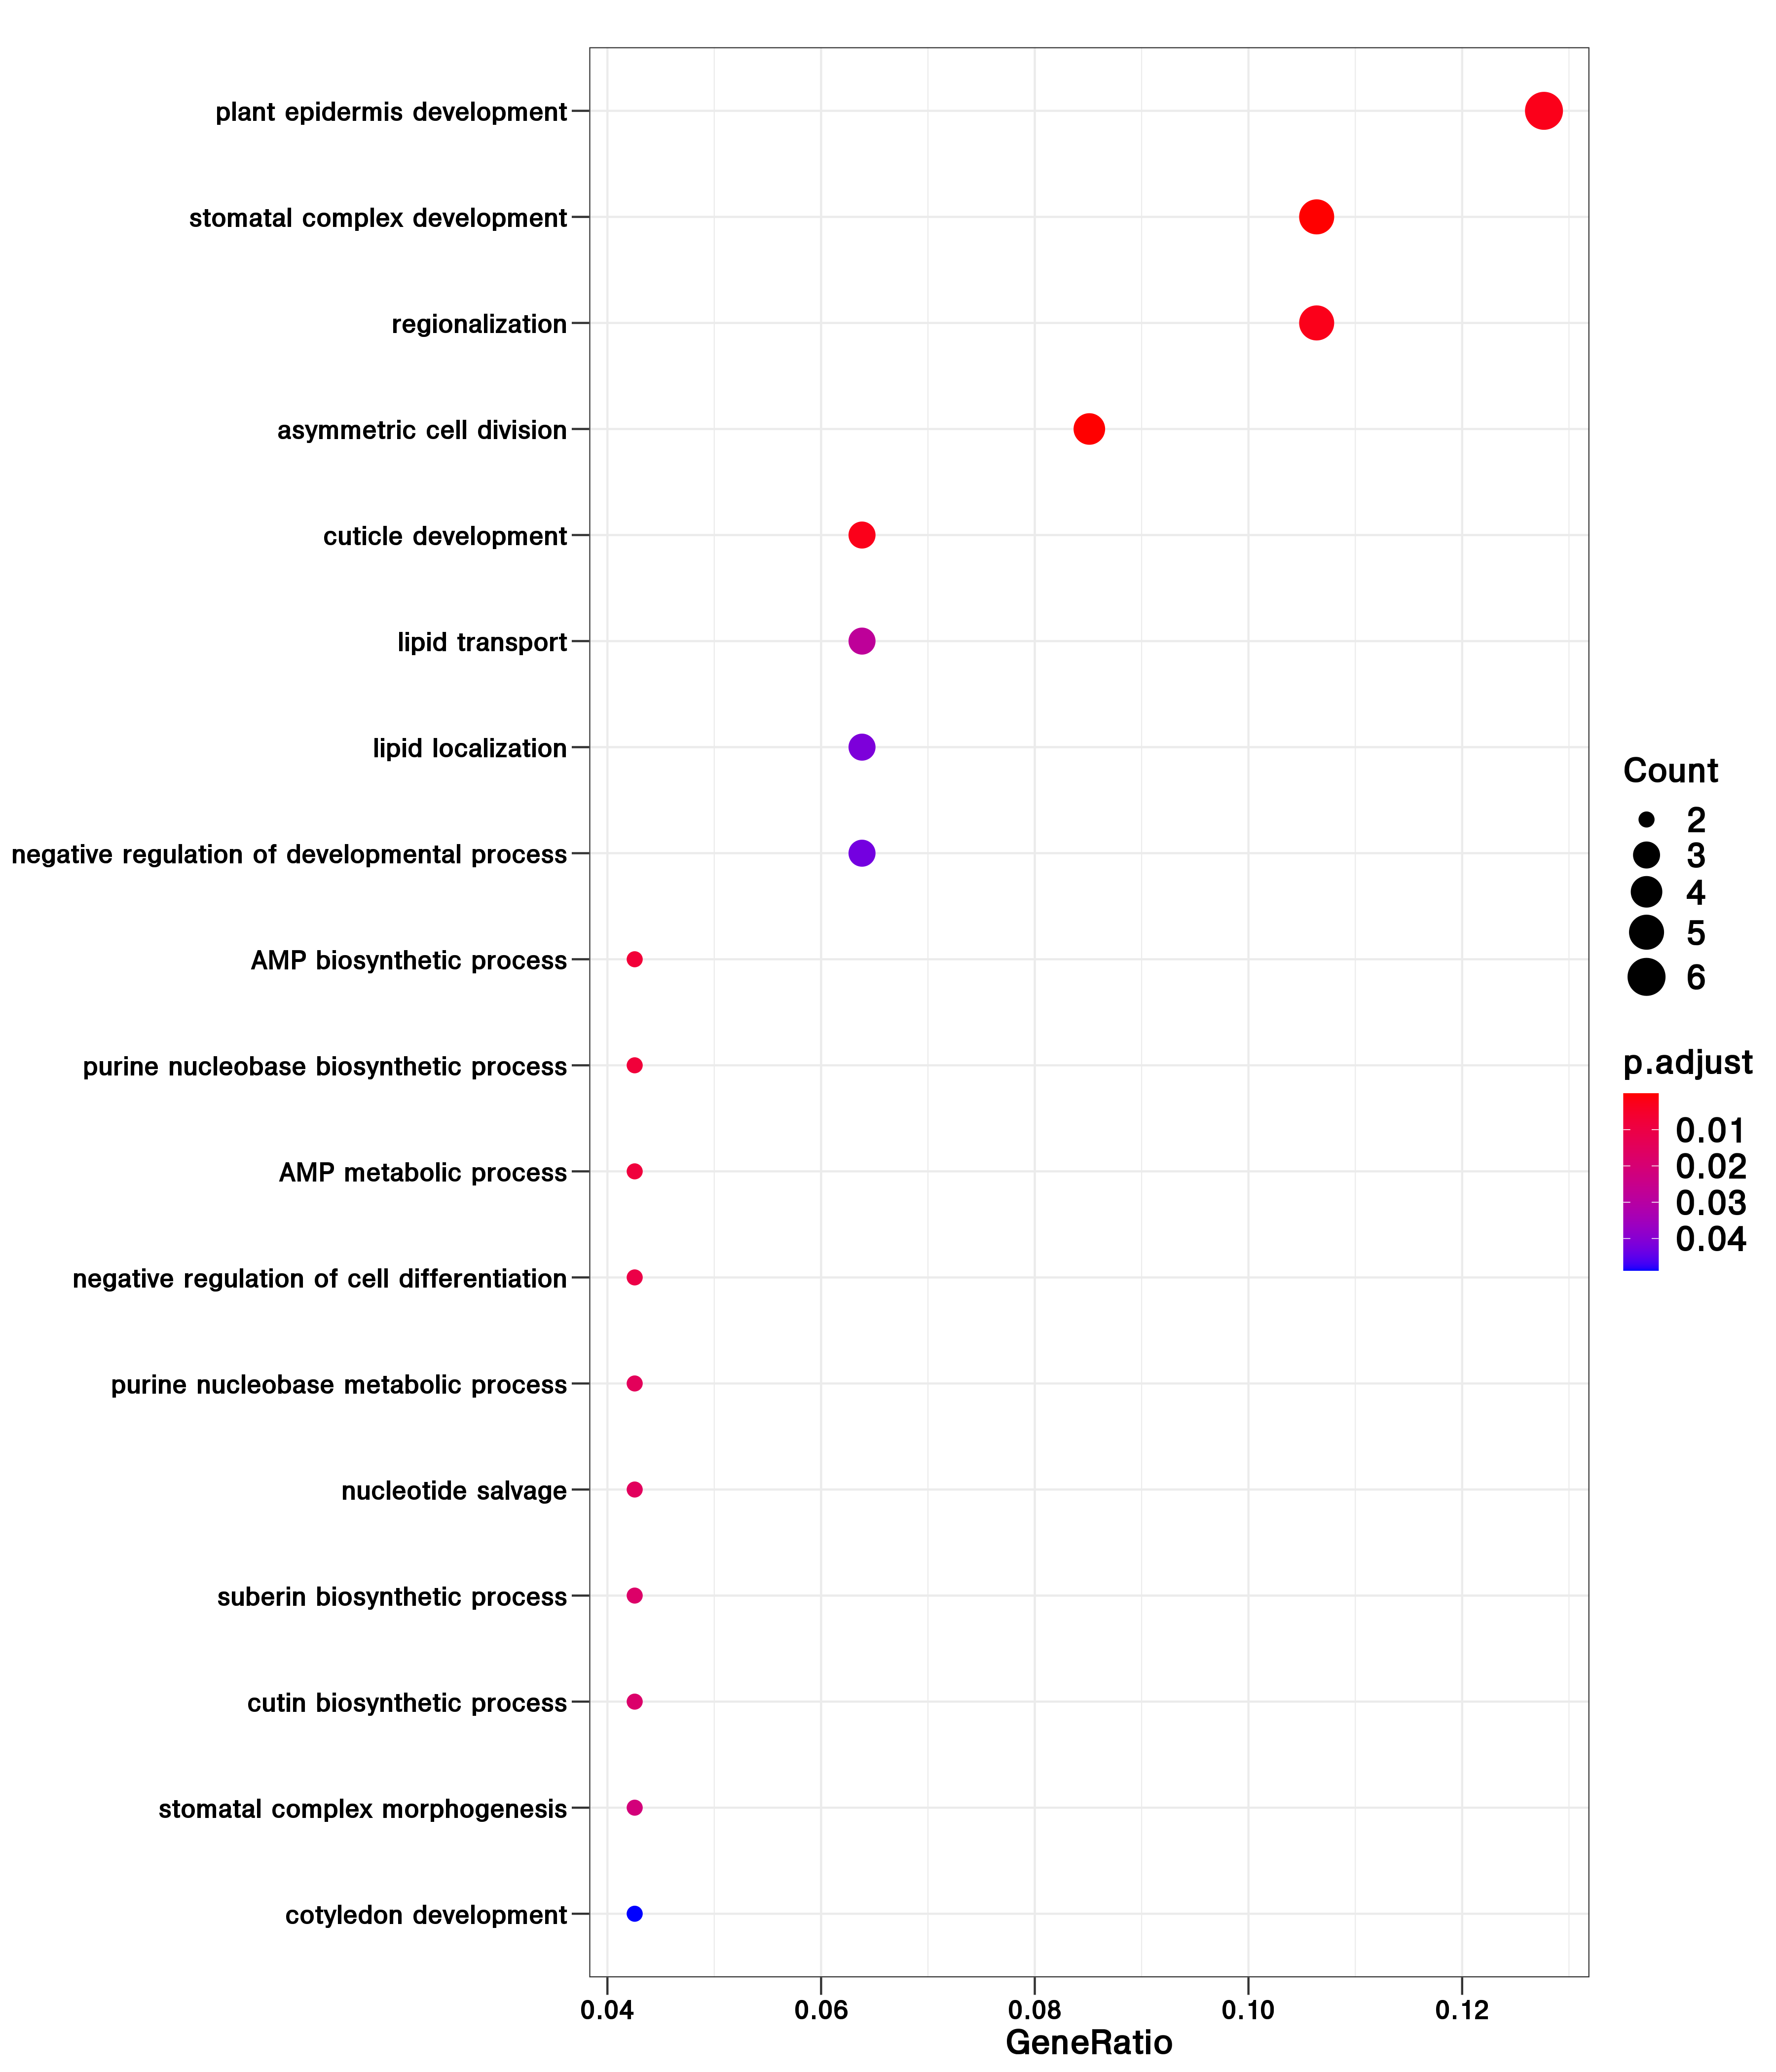 plant epidermis development
stomatal complex development
regionalization
asymmetric cell division
cuticle development
lipid transport
lipid localization
negative regulation of developmental process
AMP biosynthetic process
purine nucleobase biosynthetic process
AMP metabolic process
negative regulation of cell differentiation
purine nucleobase metabolic process
nucleotide salvage
suberin biosynthetic process
cutin biosynthetic process
stomatal complex morphogenesis
cotyledon development
0.04 0.06 0.08 0.10 0.12
GeneRatio
Count
2
3
4
5
6
p.adjust
0.01
0.02
0.03
0.04